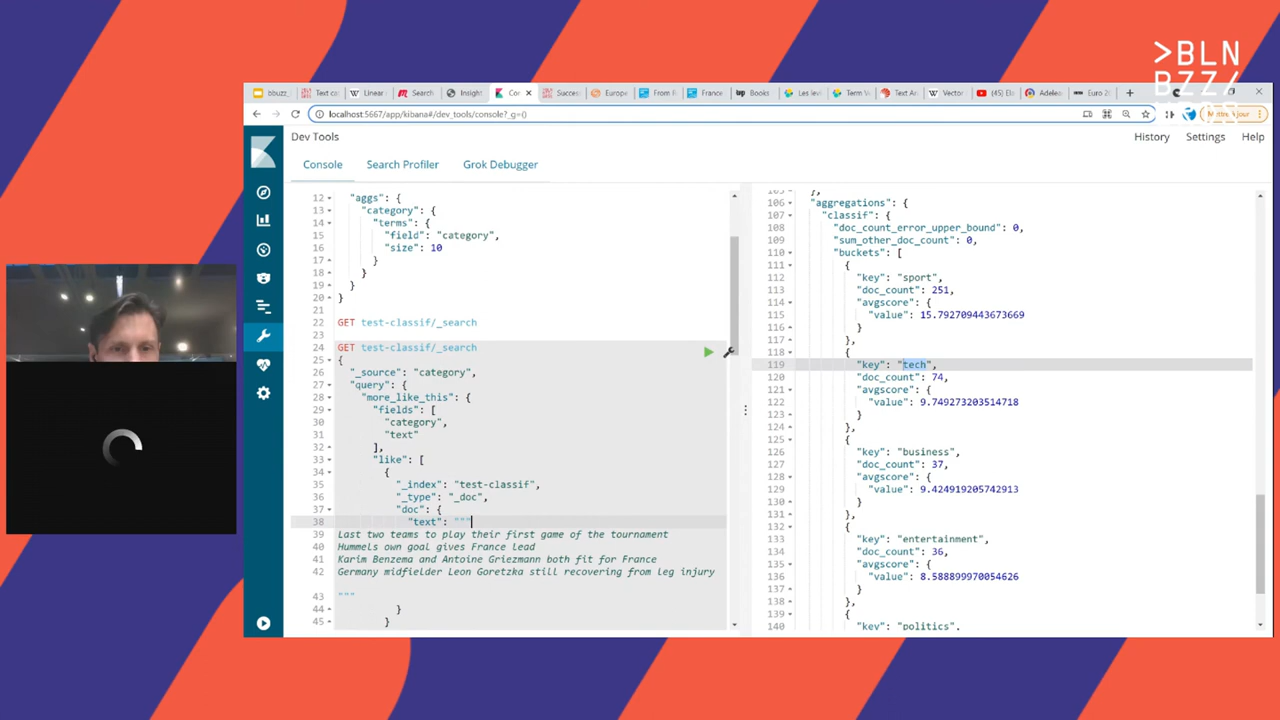 >BLN
BZZ/
bbuzz_
Text co
Linear
Search
Insight
Cor
Succes
Europe
From R
France
Books
Les levi
Term V
Text An
Vector
(45) El
Adelea
Euro 2
localhost:5667/app/kibana#/dev_tools/console?_g=()
Dev Tools
History Settings Help
Console Search Profiler Grok Debugger
12 "aggs": {
13 "category": {
14 "terms": {
15 "field": "category",
16 "size": 10
17 }
18 }
19 }
20 }
21
22 GET test-classif/_search
23
24 GET test-classif/_search
25 {
26 "_source": "category",
27 "query": {
28 "more_like_this": {
29 "fields": [
30 "category",
31 "text"
32 ],
33 "like": [
34 {
35 "_index": "test-classif",
36 "_type": "_doc",
37 "doc": {
38 "text": """
39 Last two teams to play their first game of the tournament
40 Hummels own goal gives France lead
41 Karim Benzema and Antoine Griezmann both fit for France
42 Germany midfielder Leon Goretzka still recovering from leg injury
43 """
44 }
45 }
105 },
106 "aggregations": {
107 "classif": {
108 "doc_count_error_upper_bound": 0,
109 "sum_other_doc_count": 0,
110 "buckets": [
111 {
112 "key": "sport",
113 "doc_count": 251,
114 "avgscore": {
115 "value": 15.792709443673669
116 }
117 },
118 {
119 "key": "tech",
120 "doc_count": 74,
121 "avgscore": {
122 "value": 9.749273203514718
123 }
124 },
125 {
126 "key": "business",
127 "doc_count": 37,
128 "avgscore": {
129 "value": 9.424919205742913
130 }
131 },
132 {
133 "key": "entertainment",
134 "doc_count": 36,
135 "avgscore": {
136 "value": 8.588899970054626
137 }
138 },
139 {
140 "key": "politics",